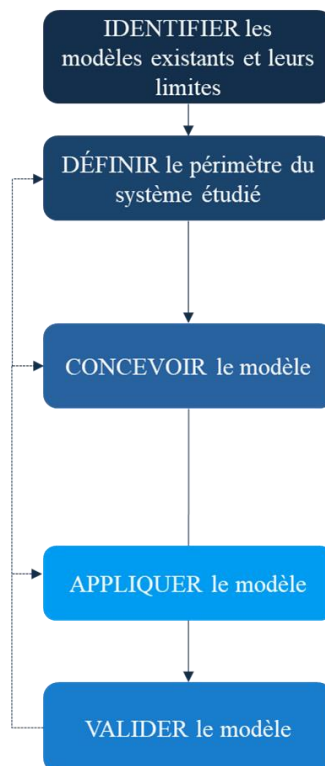 IDENTIFIER les
modèles existants et leurs
limites
DÉFINIR le périmètre du
système étudié
CONCEVOIR le modèle
APPLIQUER le modèle
VALIDER le modèle